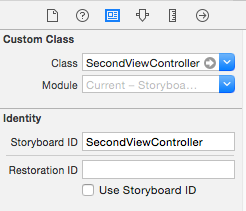 Custom Class
Class SecondViewController
Module Current – Storyboa...
Identity
Storyboard ID SecondViewController
Restoration ID
Use Storyboard ID